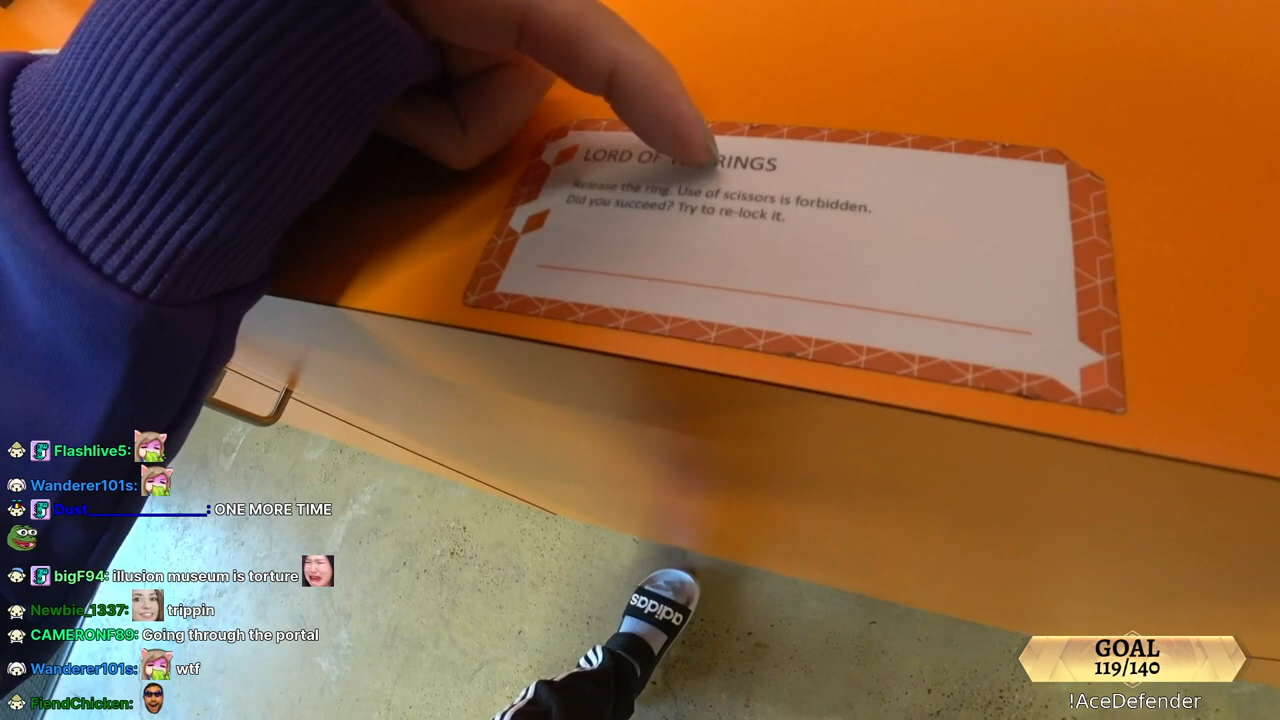 LORD OF THE RINGS
Release the ring. Use of scissors is forbidden.
Did you succeed? Try to re-lock it.
adidas
Flashlive5:
Wanderer101s:
Dust____________: ONE MORE TIME
bigF94: illusion museum is torture
Newbie_1337: trippin
CAMERONF89: Going through the portal
Wanderer101s: wtf
FiendChicken:
GOAL
119/140
!AceDefender